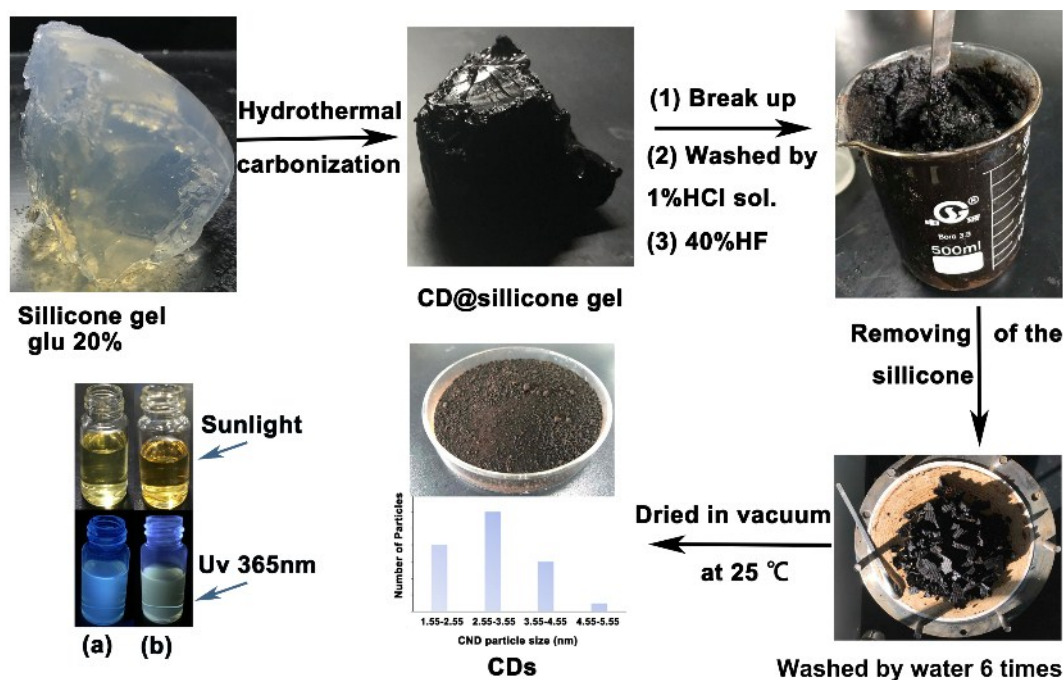 Sillicone gel
glu 20%
Hydrothermal
carbonization
CD@sillicone gel
(1) Break up
(2) Washed by
1%HCl sol.
(3) 40%HF
Boro 3.3
500ml
Removing of the
sillicone
Washed by water 6 times
Dried in vacuum
at 25 ℃
Number of Particles
1.55-2.55 2.55-3.55 3.55-4.55 4.55-5.55
CND particle size (nm)
CDs
Sunlight
Uv 365nm
(a) (b)